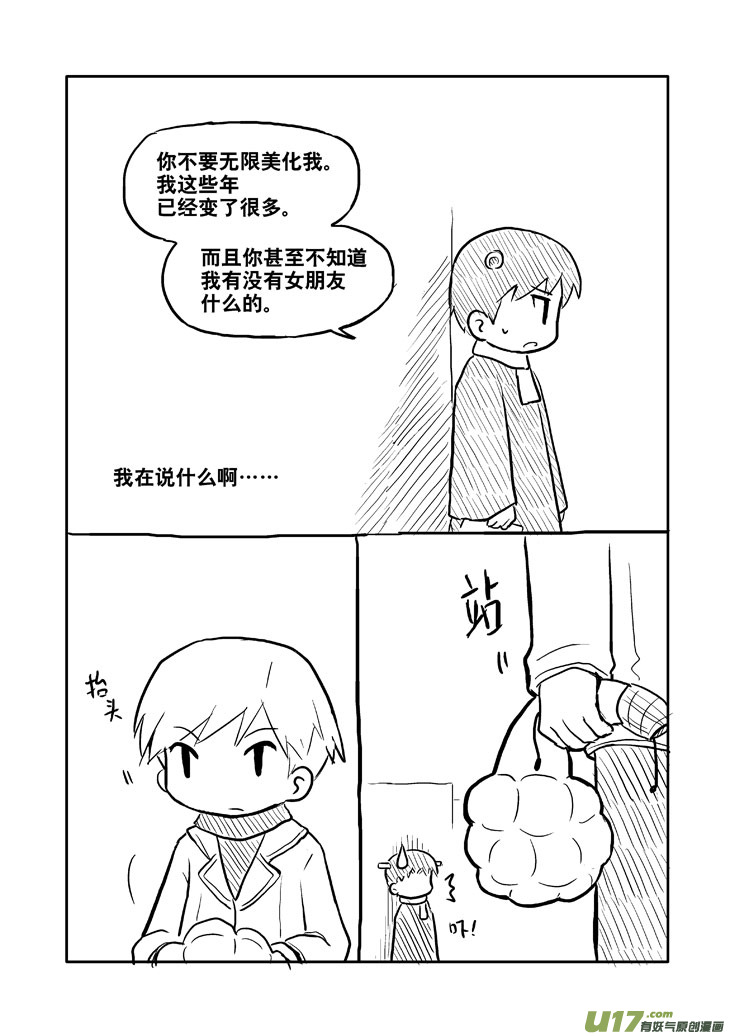 你不要无限美化我。
我这些年
已经变了很多。
而且你甚至不知道
我有没有女朋友
什么的。
我在说什么啊……
抬头
站
吓!
U17.com
有妖气原创漫画